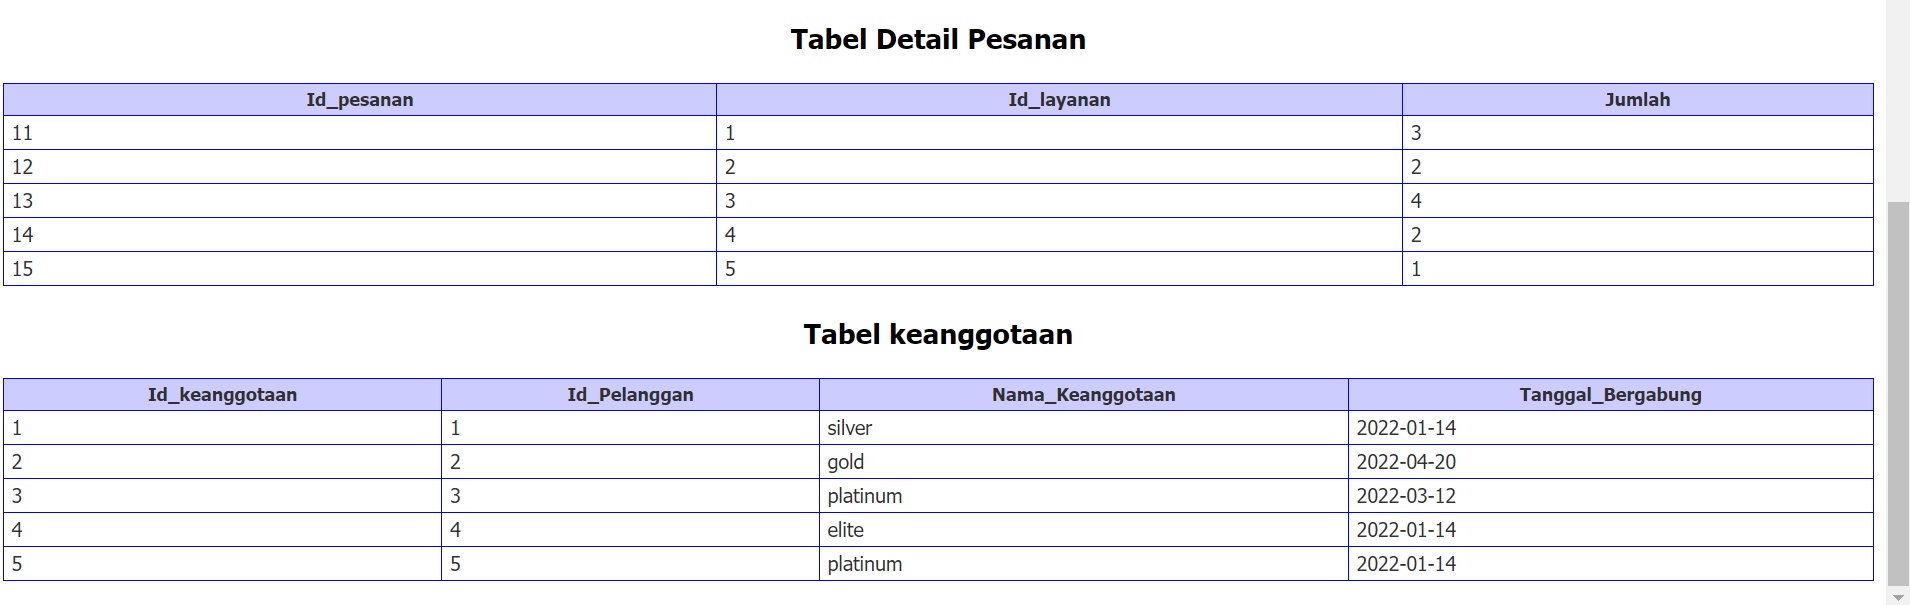 Tabel Detail Pesanan
Id_pesanan Id_layanan Jumlah
11 1 3
12 2 2
13 3 4
14 4 2
15 5 1
Tabel keanggotaan
Id_keanggotaan Id_Pelanggan Nama_Keanggotaan Tanggal_Bergabung
1 1 silver 2022-01-14
2 2 gold 2022-04-20
3 3 platinum 2022-03-12
4 4 elite 2022-01-14
5 5 platinum 2022-01-14